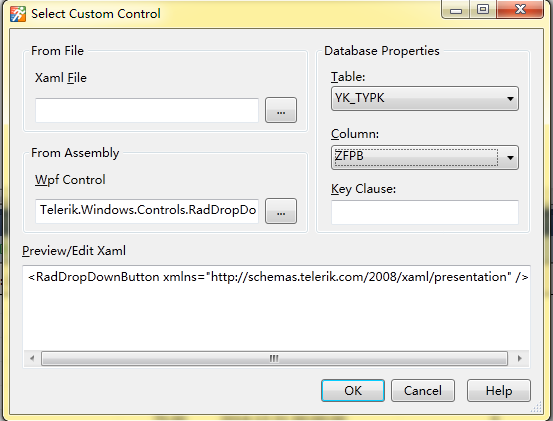 Select Custom Control
From File
Xaml File
...
From Assembly
Wpf Control
Telerik.Windows.Controls.RadDropDo
...
Database Properties
Table:
YK_TYPK
Column:
ZFPB
Key Clause:
Preview/Edit Xaml
<RadDropDownButton xmlns="http://schemas.telerik.com/2008/xaml/presentation" />
OK
Cancel
Help